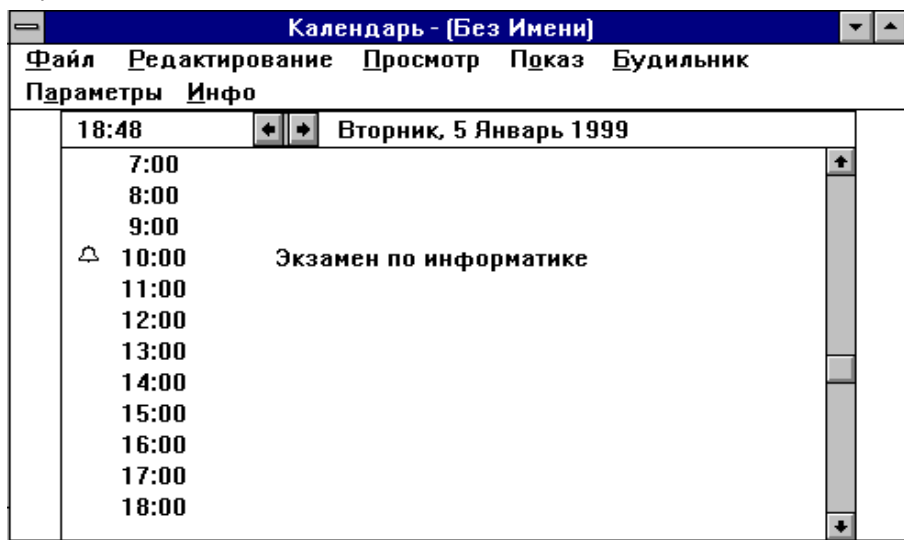 Календарь - (Без Имени)
Файл Редактирование Просмотр Показ Будильник
Параметры Инфо
18:48 Вторник, 5 Январь 1999
7:00
8:00
9:00
10:00 Экзамен по информатике
11:00
12:00
13:00
14:00
15:00
16:00
17:00
18:00